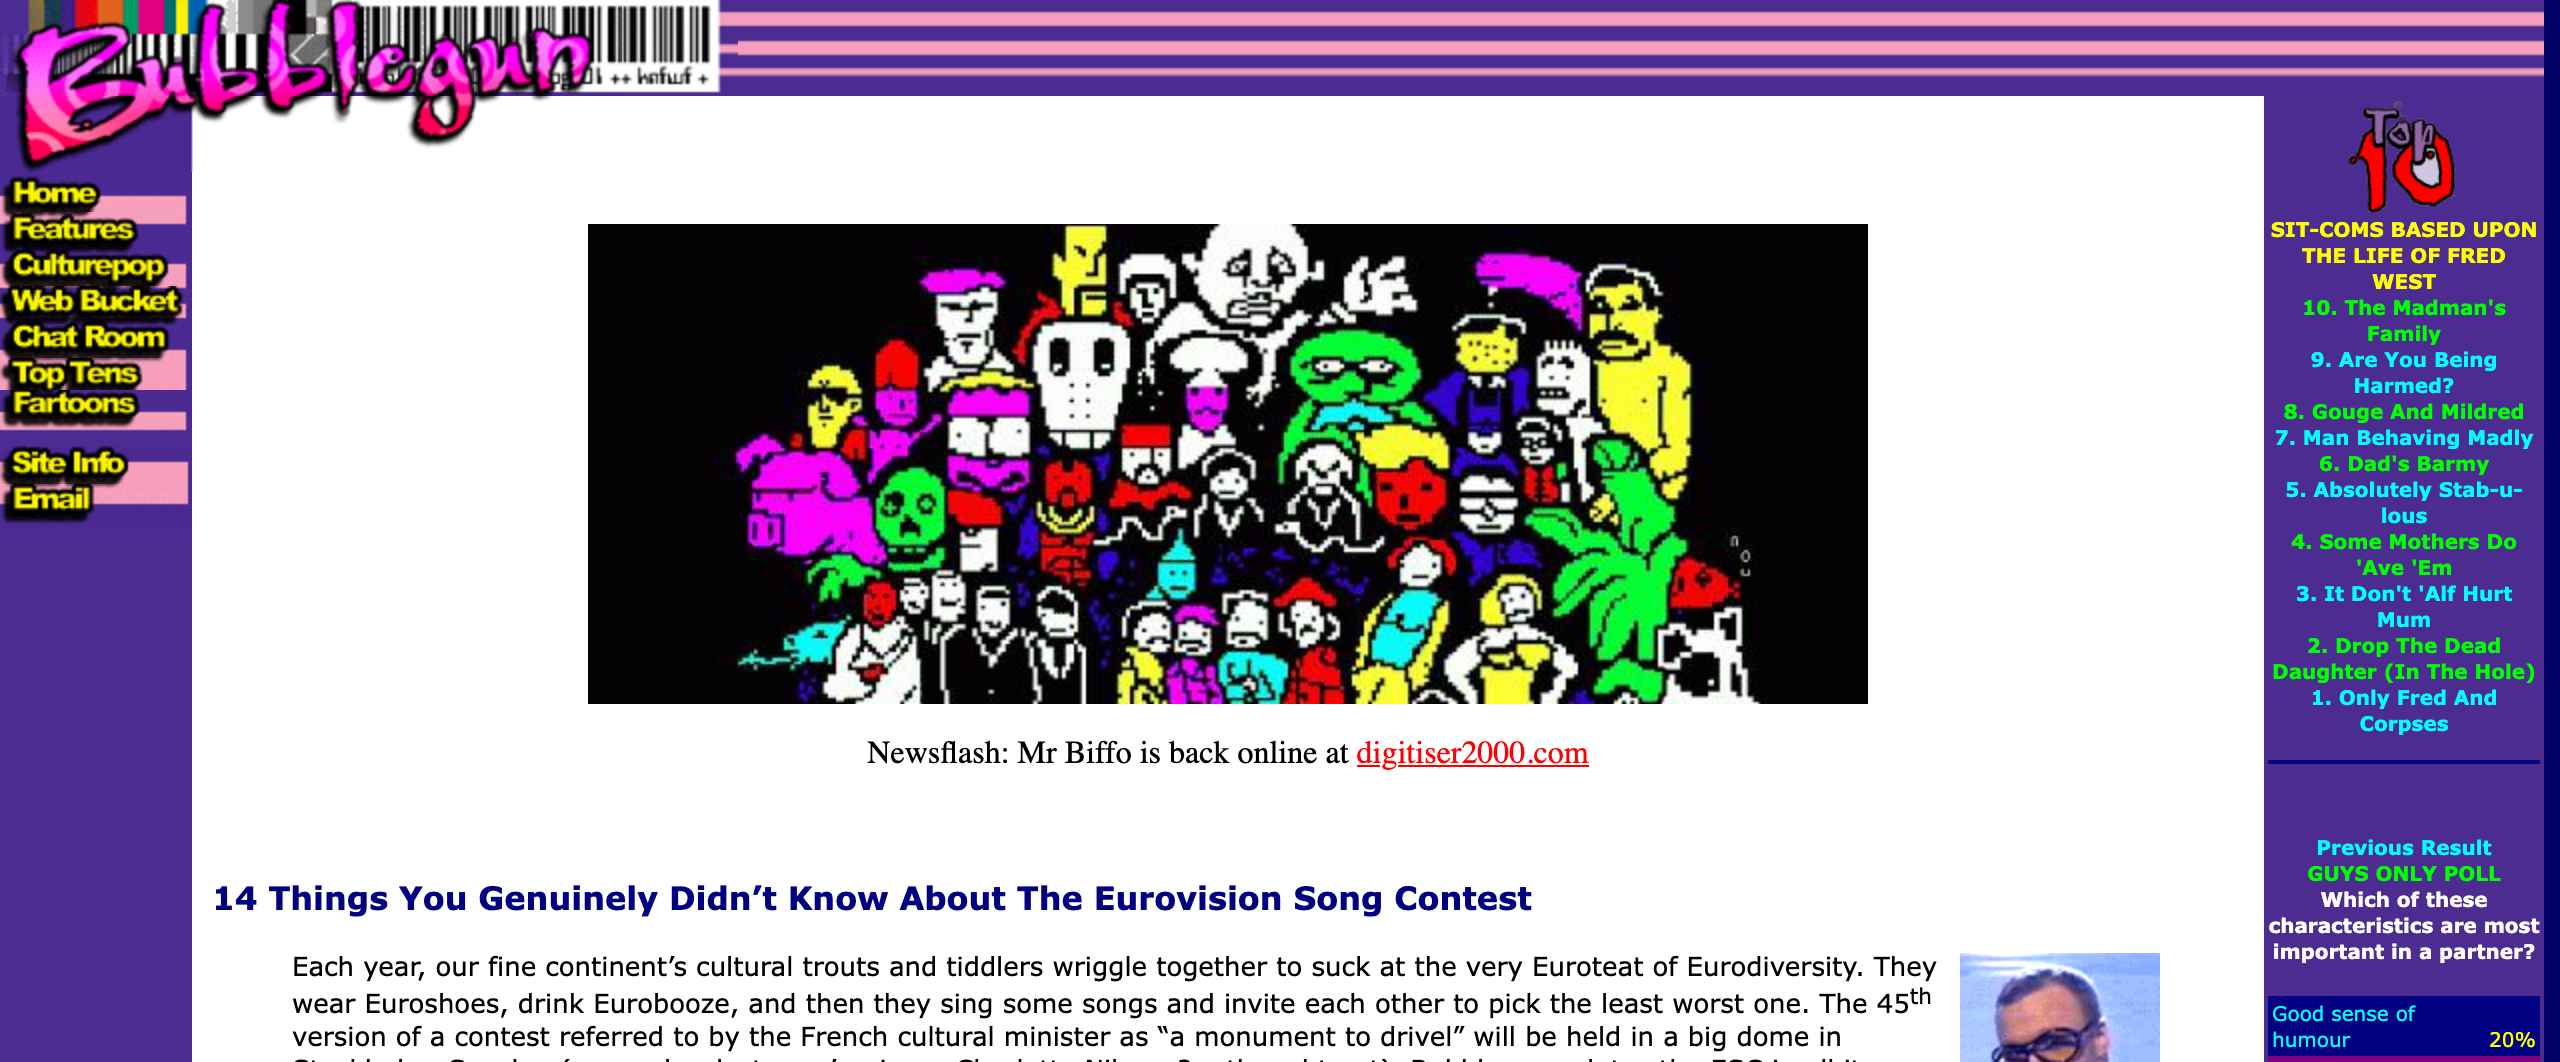 Bubblegun
Home
Features
Culturepop
Web Bucket
Chat Room
Top Tens
Fartoons
Site Info
Email
Newsflash: Mr Biffo is back online at digitiser2000.com
14 Things You Genuinely Didn’t Know About The Eurovision Song Contest
Each year, our fine continent’s cultural trouts and tiddlers wriggle together to suck at the very Euroteat of Eurodiversity. They
wear Euroshoes, drink Eurobooze, and then they sing some songs and invite each other to pick the least worst one. The 45th
version of a contest referred to by the French cultural minister as “a monument to drivel” will be held in a big dome in
Top
10
SIT-COMS BASED UPON
THE LIFE OF FRED
WEST
10. The Madman's
Family
9. Are You Being
Harmed?
8. Gouge And Mildred
7. Man Behaving Madly
6. Dad's Barmy
5. Absolutely Stab-u-
lous
4. Some Mothers Do
'Ave 'Em
3. It Don't 'Alf Hurt
Mum
2. Drop The Dead
Daughter (In The Hole)
1. Only Fred And
Corpses
Previous Result
GUYS ONLY POLL
Which of these
characteristics are most
important in a partner?
Good sense of
humour 20%